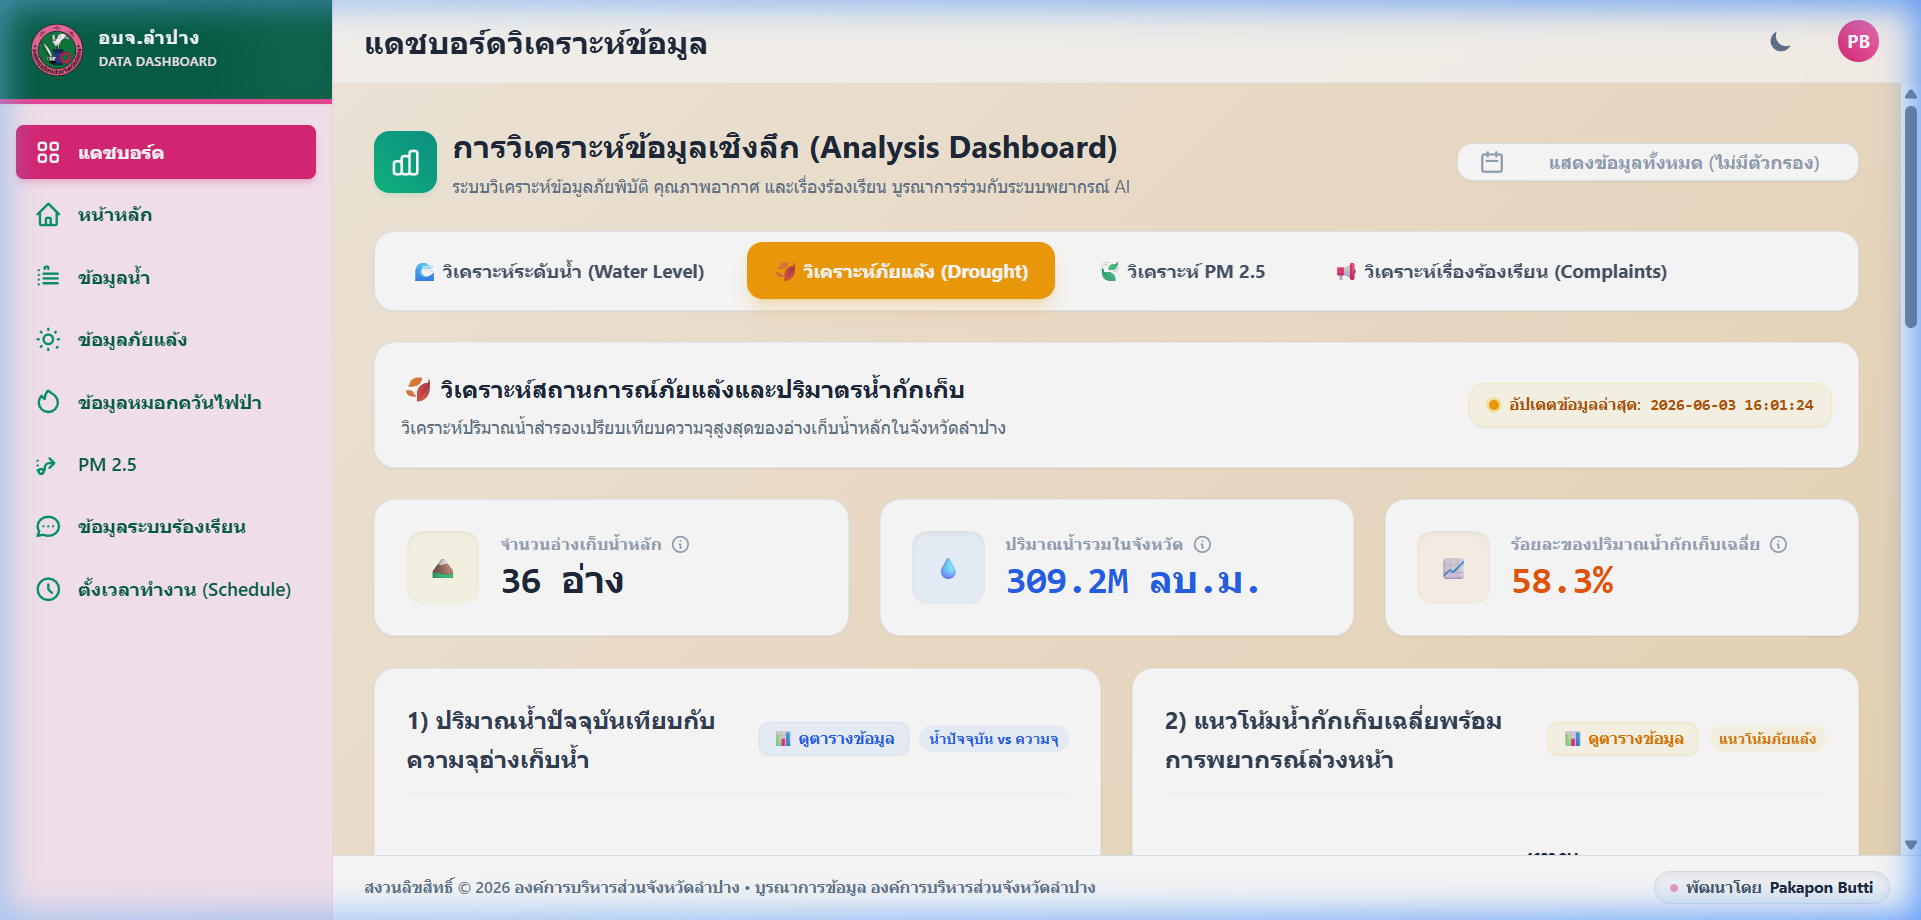 อบจ.ลำปาง
DATA DASHBOARD
แดชบอร์ด
หน้าหลัก
ข้อมูลน้ำ
ข้อมูลภัยแล้ง
ข้อมูลหมอกควันไฟป่า
PM 2.5
ข้อมูลระบบร้องเรียน
ตั้งเวลาทำงาน (Schedule)
แดชบอร์ดวิเคราะห์ข้อมูล
PB
การวิเคราะห์ข้อมูลเชิงลึก (Analysis Dashboard)
ระบบวิเคราะห์ข้อมูลภัยพิบัติ คุณภาพอากาศ และเรื่องร้องเรียน บูรณาการร่วมกับระบบพยากรณ์ AI
แสดงข้อมูลทั้งหมด (ไม่มีตัวกรอง)
วิเคราะห์ระดับน้ำ (Water Level)
วิเคราะห์ภัยแล้ง (Drought)
วิเคราะห์ PM 2.5
วิเคราะห์เรื่องร้องเรียน (Complaints)
วิเคราะห์สถานการณ์ภัยแล้งและปริมาตรน้ำกักเก็บ
วิเคราะห์ปริมาณน้ำสำรองเปรียบเทียบความจุสูงสุดของอ่างเก็บน้ำหลักในจังหวัดลำปาง
อัปเดตข้อมูลล่าสุด: 2026-06-03 16:01:24
จำนวนอ่างเก็บน้ำหลัก
36 อ่าง
ปริมาณน้ำรวมในจังหวัด
309.2M ลบ.ม.
ร้อยละของปริมาณน้ำกักเก็บเฉลี่ย
58.3%
1) ปริมาณน้ำปัจจุบันเทียบกับ
ความจุอ่างเก็บน้ำ
ดูตารางข้อมูล
น้ำปัจจุบัน vs ความจุ
2) แนวโน้มน้ำกักเก็บเฉลี่ยพร้อม
การพยากรณ์ล่วงหน้า
ดูตารางข้อมูล
แนวโน้มภัยแล้ง
สงวนลิขสิทธิ์ © 2026 องค์การบริหารส่วนจังหวัดลำปาง • บูรณาการข้อมูล องค์การบริหารส่วนจังหวัดลำปาง
พัฒนาโดย Pakapon Butti